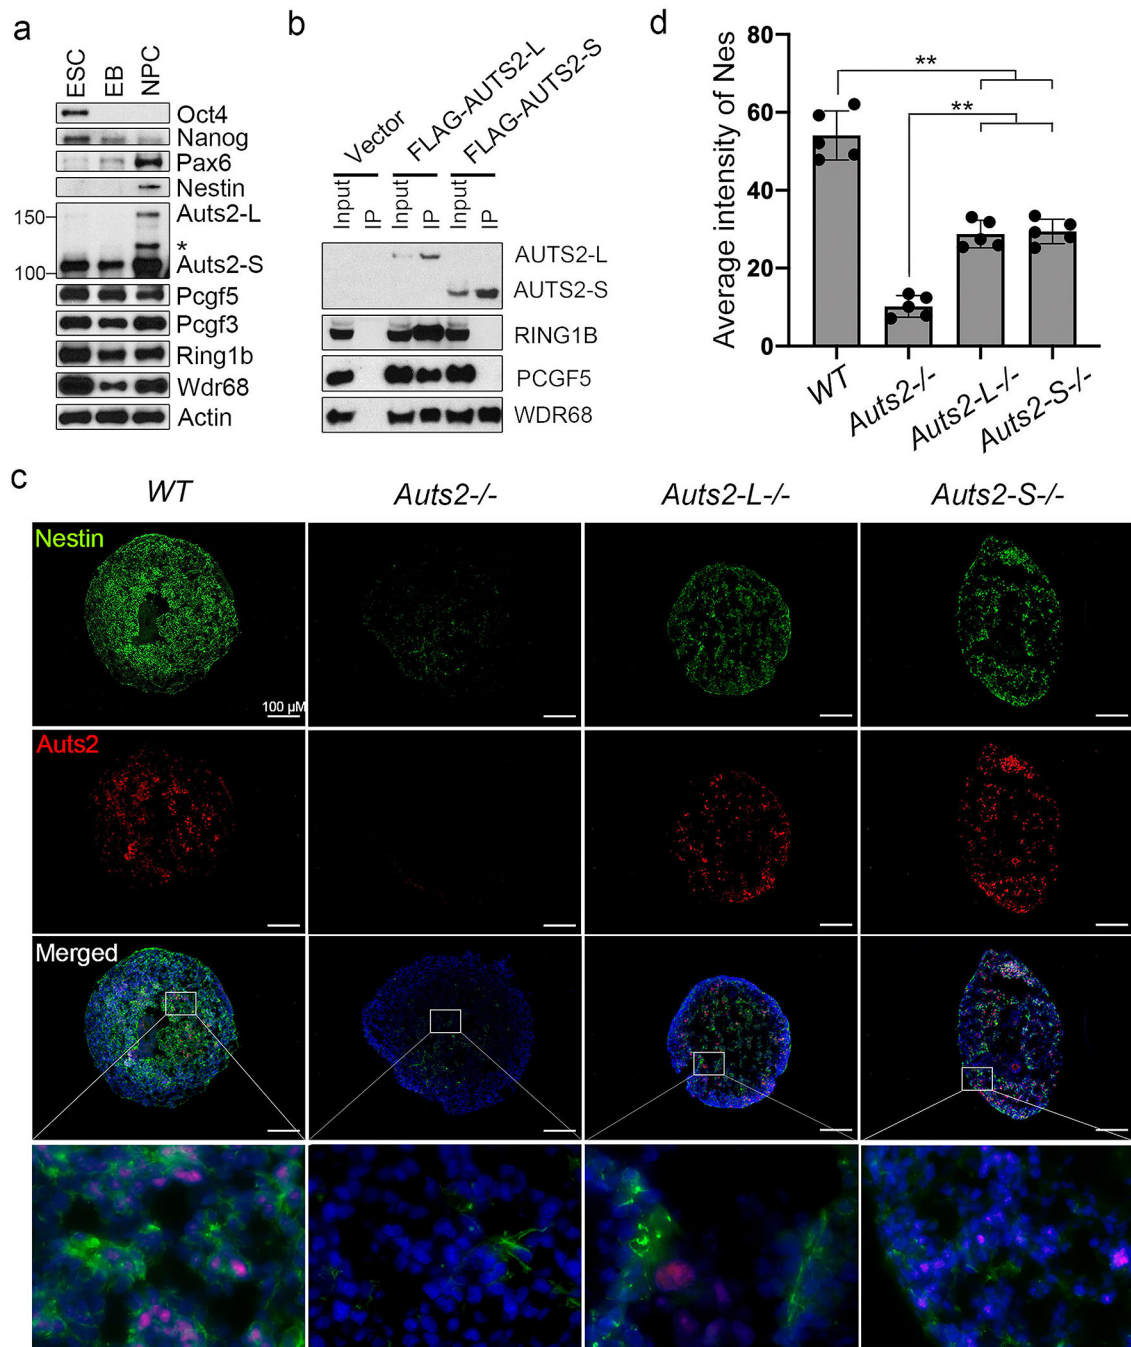 a
ESC
EB
NPC
Oct4
Nanog
Pax6
Nestin
150
Auts2-L
*
100
Auts2-S
Pcgf5
Pcgf3
Ring1b
Wdr68
Actin
b
Vector
FLAG-AUTS2-L
FLAG-AUTS2-S
Input
IP
Input
IP
Input
IP
AUTS2-L
AUTS2-S
RING1B
PCGF5
WDR68
d
Average intensity of Nes
80
60
40
20
0
**
**
WT
Auts2-/-
Auts2-L-/-
Auts2-S-/-
c
WT
Auts2-/-
Auts2-L-/-
Auts2-S-/-
Nestin
100 µM
Auts2
Merged